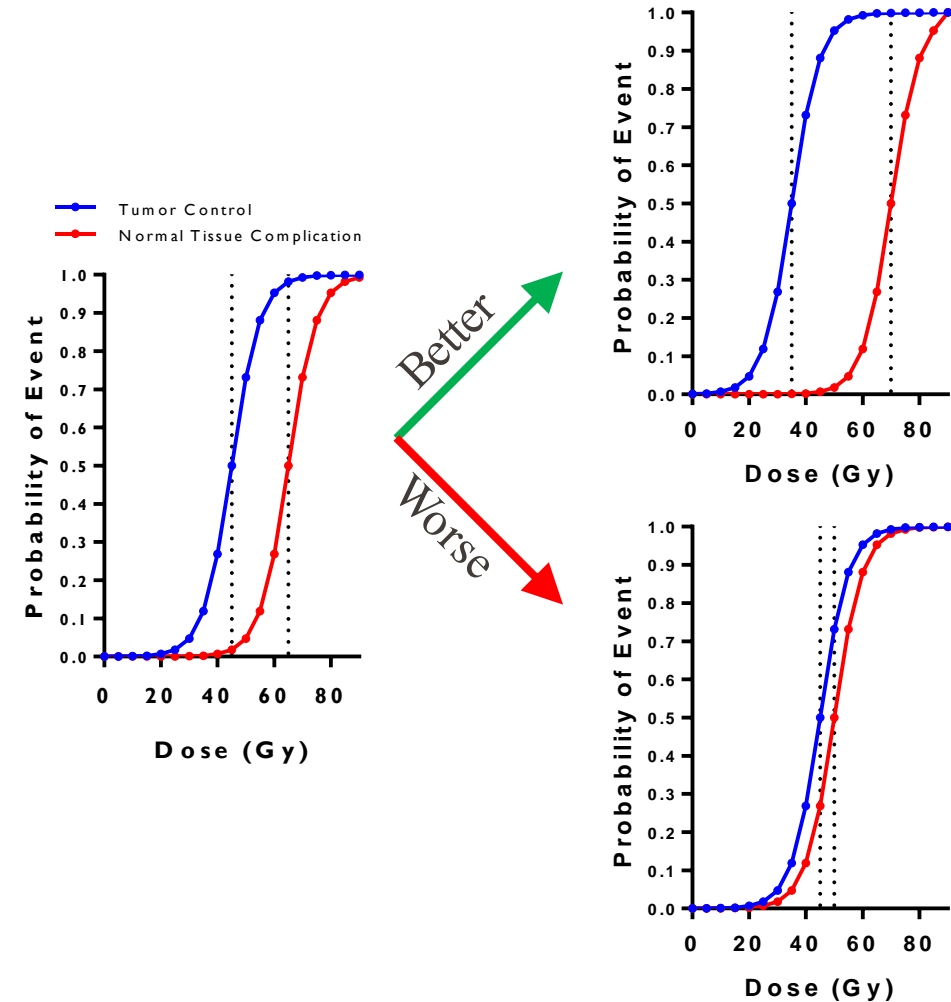 Tumor Control
Normal Tissue Complication
1.0
0.9
0.8
0.7
0.6
0.5
0.4
0.3
0.2
0.1
0.0
Probability of Event
0 20 40 60 80
Dose (Gy)
Better
Worse
1.0
0.9
0.8
0.7
0.6
0.5
0.4
0.3
0.2
0.1
0.0
Probability of Event
0 20 40 60 80
Dose (Gy)
1.0
0.9
0.8
0.7
0.6
0.5
0.4
0.3
0.2
0.1
0.0
Probability of Event
0 20 40 60 80
Dose (Gy)